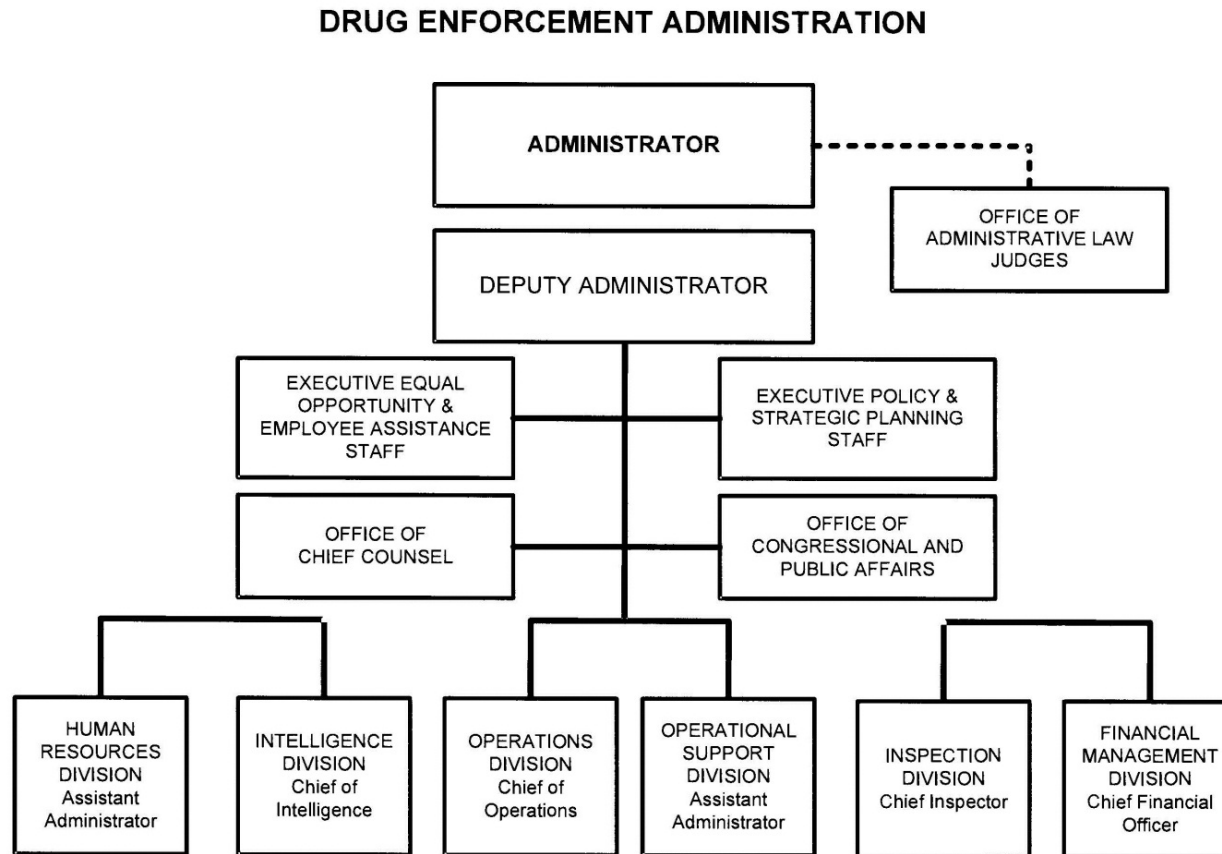 DRUG ENFORCEMENT ADMINISTRATION
ADMINISTRATOR
OFFICE OF
ADMINISTRATIVE LAW
JUDGES
DEPUTY ADMINISTRATOR
EXECUTIVE EQUAL
OPPORTUNITY &
EMPLOYEE ASSISTANCE
STAFF
EXECUTIVE POLICY &
STRATEGIC PLANNING
STAFF
OFFICE OF
CHIEF COUNSEL
OFFICE OF
CONGRESSIONAL AND
PUBLIC AFFAIRS
HUMAN
RESOURCES
DIVISION
Assistant
Administrator
INTELLIGENCE
DIVISION
Chief of
Intelligence
OPERATIONS
DIVISION
Chief of
Operations
OPERATIONAL
SUPPORT
DIVISION
Assistant
Administrator
INSPECTION
DIVISION
Chief Inspector
FINANCIAL
MANAGEMENT
DIVISION
Chief Financial
Officer